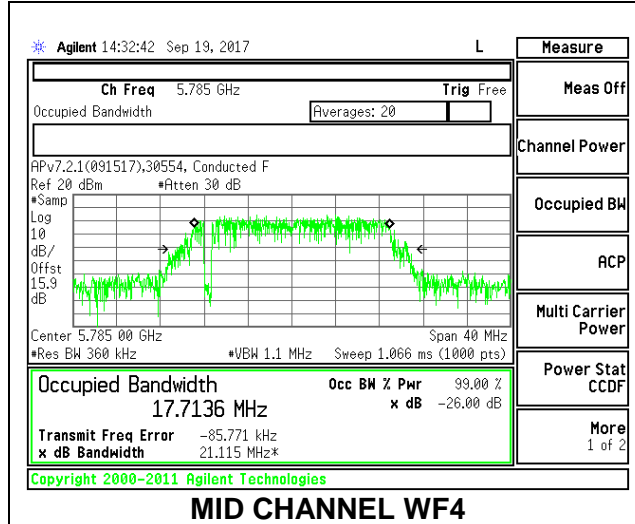 Agilent 14:32:42 Sep 19, 2017 L
Measure
Ch Freq 5.785 GHz Trig Free
Occupied Bandwidth Averages: 20
Meas Off
Channel Power
Occupied BW
ACP
Multi Carrier
Power
Power Stat
CCDF
More
1 of 2
APv7.2.1(091517),30554, Conducted F
Ref 20 dBm #Atten 30 dB
#Samp
Log
10
dB/
Offst
15.9
dB
Center 5.785 00 GHz Span 40 MHz
#Res BW 360 kHz #VBW 1.1 MHz Sweep 1.066 ms (1000 pts)
Occupied Bandwidth Occ BW % Pwr 99.00 %
17.7136 MHz x dB -26.00 dB
Transmit Freq Error -85.771 kHz
x dB Bandwidth 21.115 MHz*
Copyright 2000-2011 Agilent Technologies
MID CHANNEL WF4